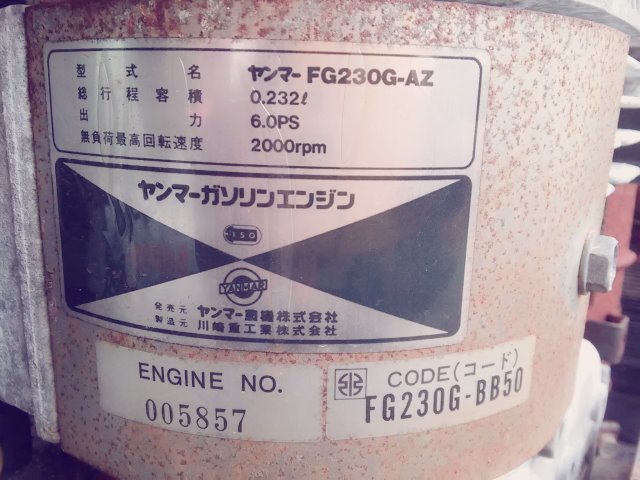 型式名 ヤンマー FG230G-AZ
総行程容積 0.232ℓ
出力 6.0PS
無負荷最高回転速度 2000rpm
ヤンマーガソリンエンジン
ISO
YANMAR
発売元 ヤンマー農機株式会社
製造元 川崎重工業株式会社
ENGINE NO.
005857
CODE(コード)
FG230G-BB50